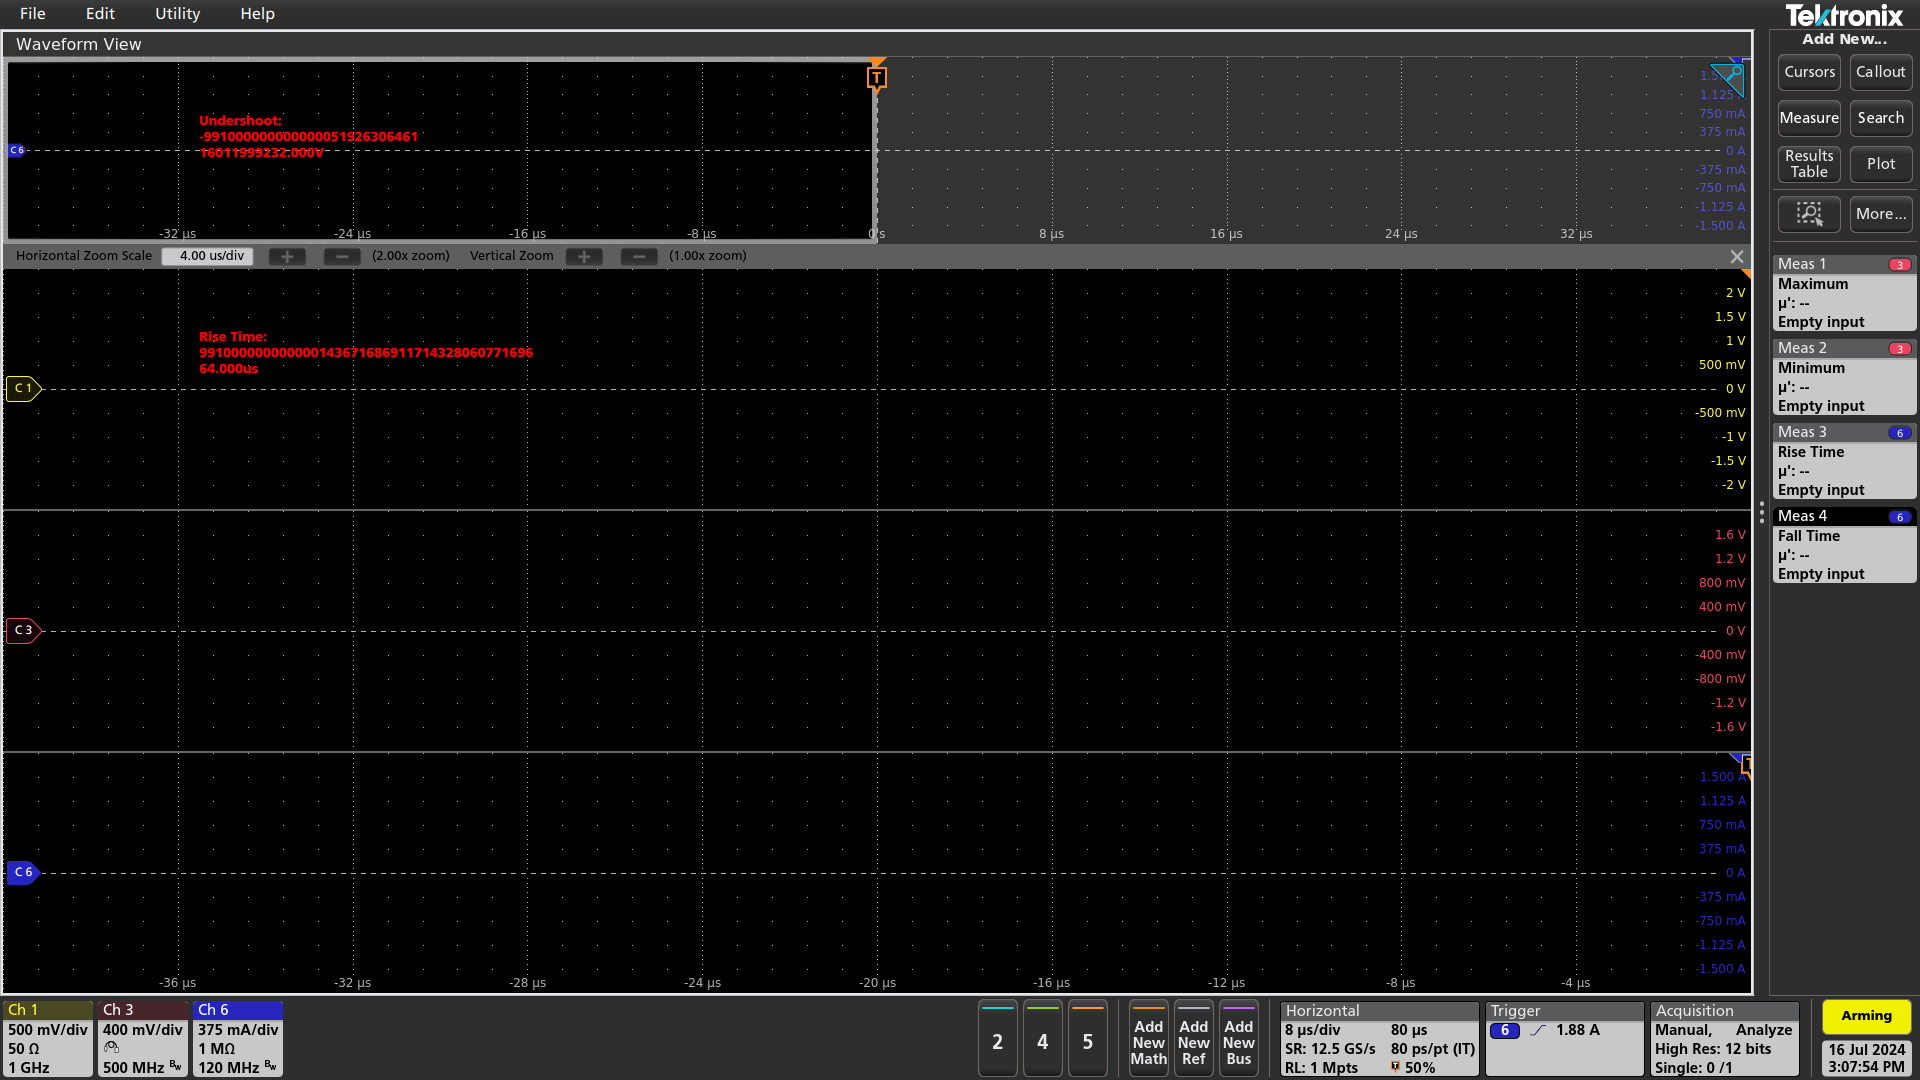 File Edit Utility Help
Tektronix
Waveform View
Add New...
Cursors Callout
Measure Search
Results Table Plot
More...
Undershoot:
-9910000000000000051926306461
16011999232.000V
C 6
T
1.125
750 mA
375 mA
0 A
-375 mA
-750 mA
-1.125 A
-1.500 A
-32 µs -24 µs -16 µs -8 µs 0 s 8 µs 16 µs 24 µs 32 µs
Horizontal Zoom Scale 4.00 us/div (2.00x zoom) Vertical Zoom (1.00x zoom)
Rise Time:
991000000000000143671686911714328060771696
64.000us
C 1
2 V
1.5 V
1 V
500 mV
0 V
-500 mV
-1 V
-1.5 V
-2 V
C 3
1.6 V
1.2 V
800 mV
400 mV
0 V
-400 mV
-800 mV
-1.2 V
-1.6 V
C 6
1.500 A
1.125 A
750 mA
375 mA
0 A
-375 mA
-750 mA
-1.125 A
-1.500 A
-36 µs -32 µs -28 µs -24 µs -20 µs -16 µs -12 µs -8 µs -4 µs
Meas 1 3
Maximum
µ': --
Empty input
Meas 2 3
Minimum
µ': --
Empty input
Meas 3 6
Rise Time
µ': --
Empty input
Meas 4 6
Fall Time
µ': --
Empty input
Ch 1
500 mV/div
50 Ω
1 GHz
Ch 3
400 mV/div
500 MHz Bw
Ch 6
375 mA/div
1 MΩ
120 MHz Bw
2 4 5
Add New Math
Add New Ref
Add New Bus
Horizontal
8 µs/div 80 µs
SR: 12.5 GS/s 80 ps/pt (IT)
RL: 1 Mpts 50%
Trigger
6 1.88 A
Acquisition
Manual, Analyze
High Res: 12 bits
Single: 0 /1
Arming
16 Jul 2024
3:07:54 PM